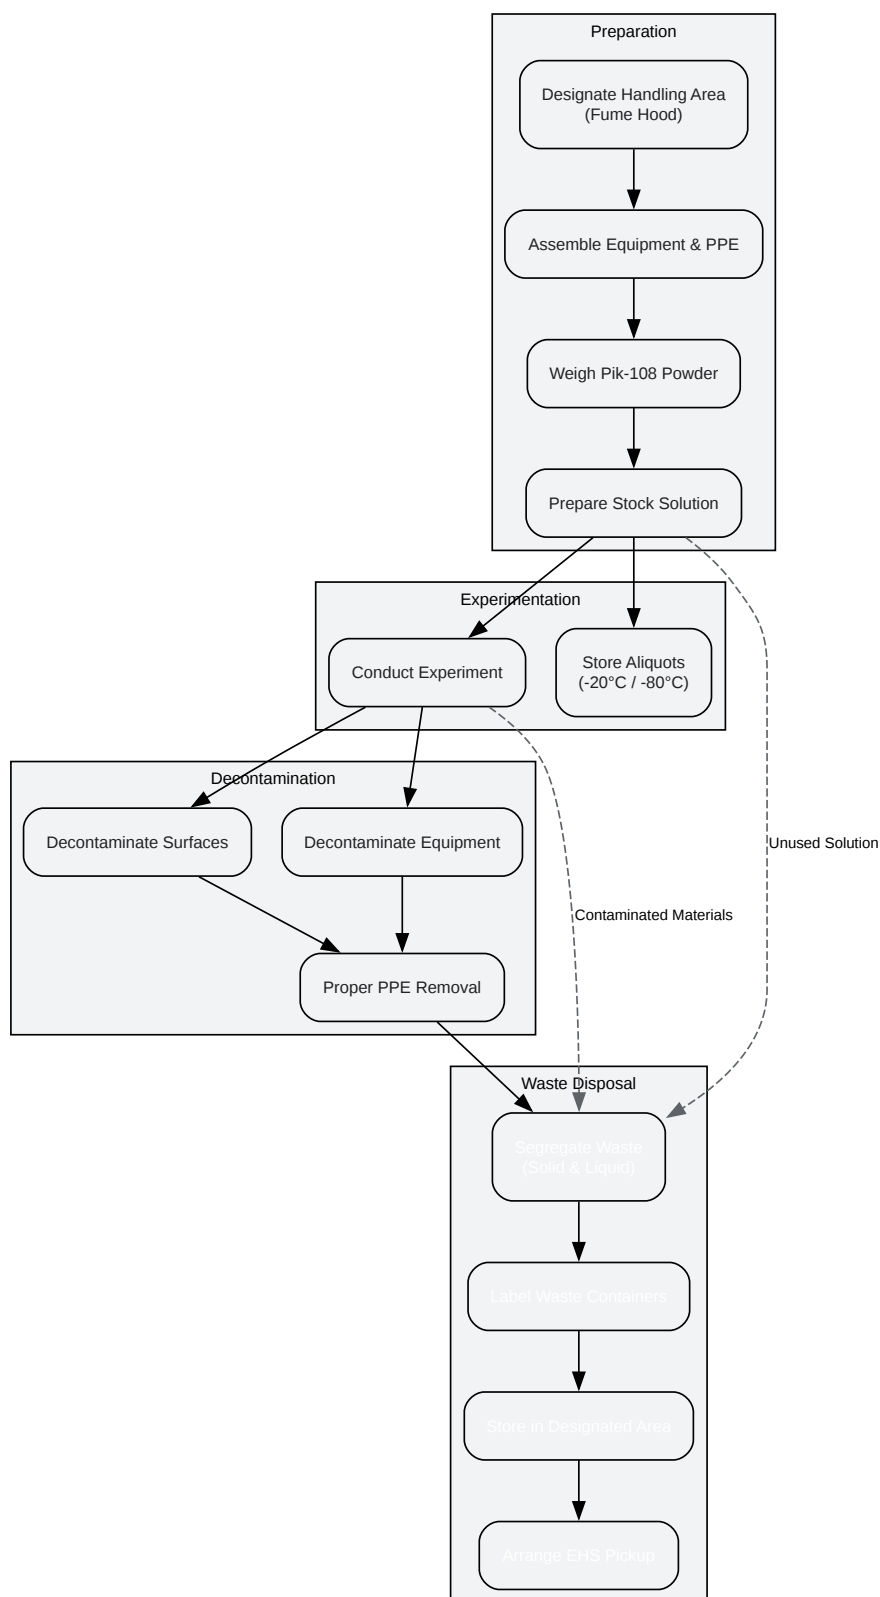 Preparation
Designate Handling Area
(Fume Hood)
Assemble Equipment & PPE
Weigh Pik-108 Powder
Prepare Stock Solution
Experimentation
Conduct Experiment
Store Aliquots
(-20°C / -80°C)
Decontamination
Decontaminate Surfaces
Decontaminate Equipment
Unused Solution
Contaminated Materials
Proper PPE Removal
Waste Disposal
Segregate Waste
(Solid & Liquid)
Label Waste Containers
Store in Designated Area
Arrange EHS Pickup